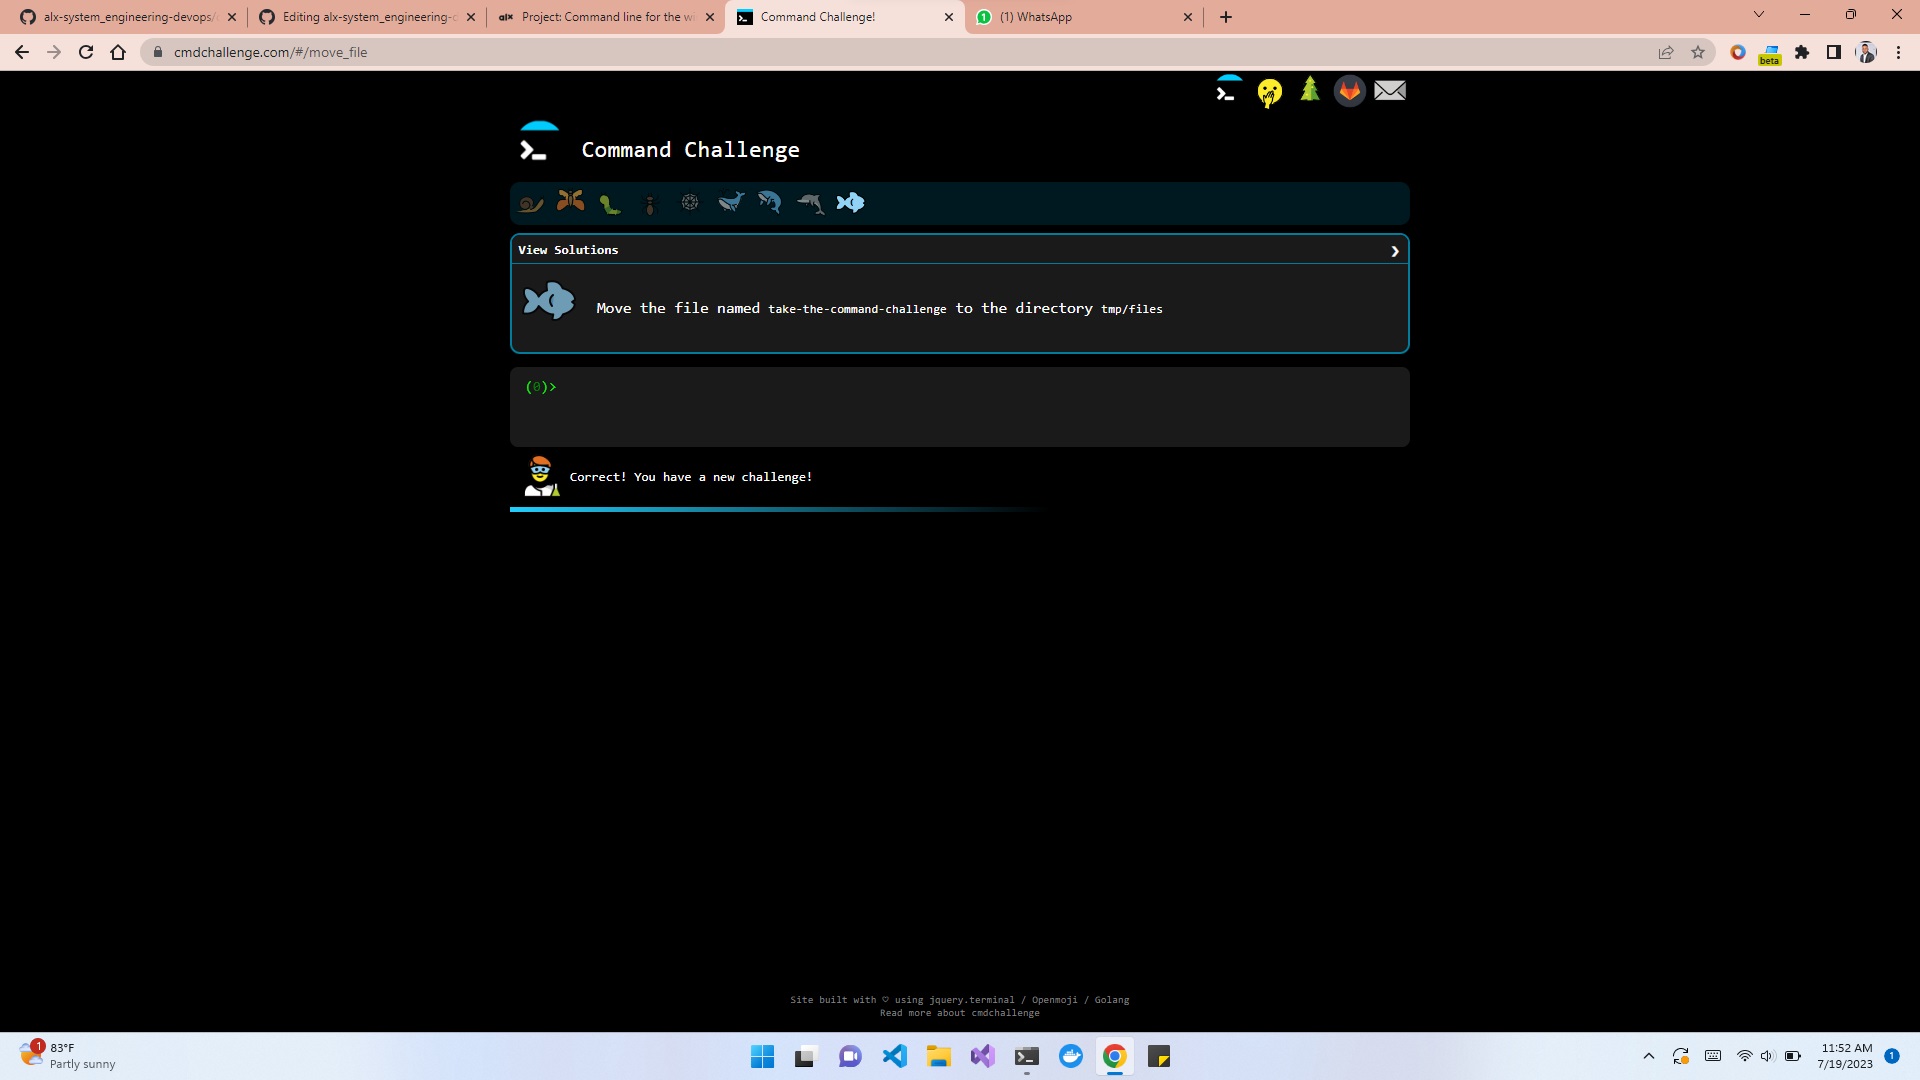 alx-system_engineering-devops/
Editing alx-system_engineering-d
alx Project: Command line for the wi
Command Challenge!
1 (1) WhatsApp
cmdchallenge.com/#/move_file
beta
Command Challenge
View Solutions
Move the file named take-the-command-challenge to the directory tmp/files
(0)>
Correct! You have a new challenge!
Site built with ♡ using jquery.terminal / Openmoji / Golang
Read more about cmdchallenge
1
83°F
Partly sunny
11:52 AM
7/19/2023
1